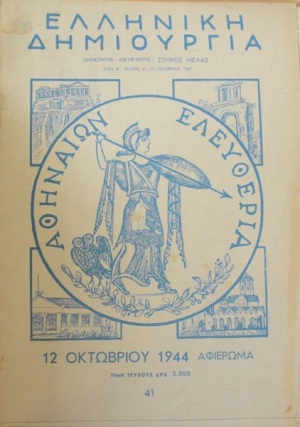 ΕΛΛΗΝΙΚΗ
ΔΗΜΙΟΥΡΓΙΑ
ΙΔΙΟΚΤΗΤΗΣ - ΔΙΕΥΘΥΝΤΗΣ: ΣΠΥΡΟΣ ΜΕΛΑΣ
ΑΘΗΝΑΙΩΝ ΕΛΕΥΘΕΡΙΑ
12 ΟΚΤΩΒΡΙΟΥ 1944 ΑΦΙΕΡΩΜΑ
ΤΙΜΗ ΤΕΥΧΟΥΣ ΔΡΧ. 5.000
41